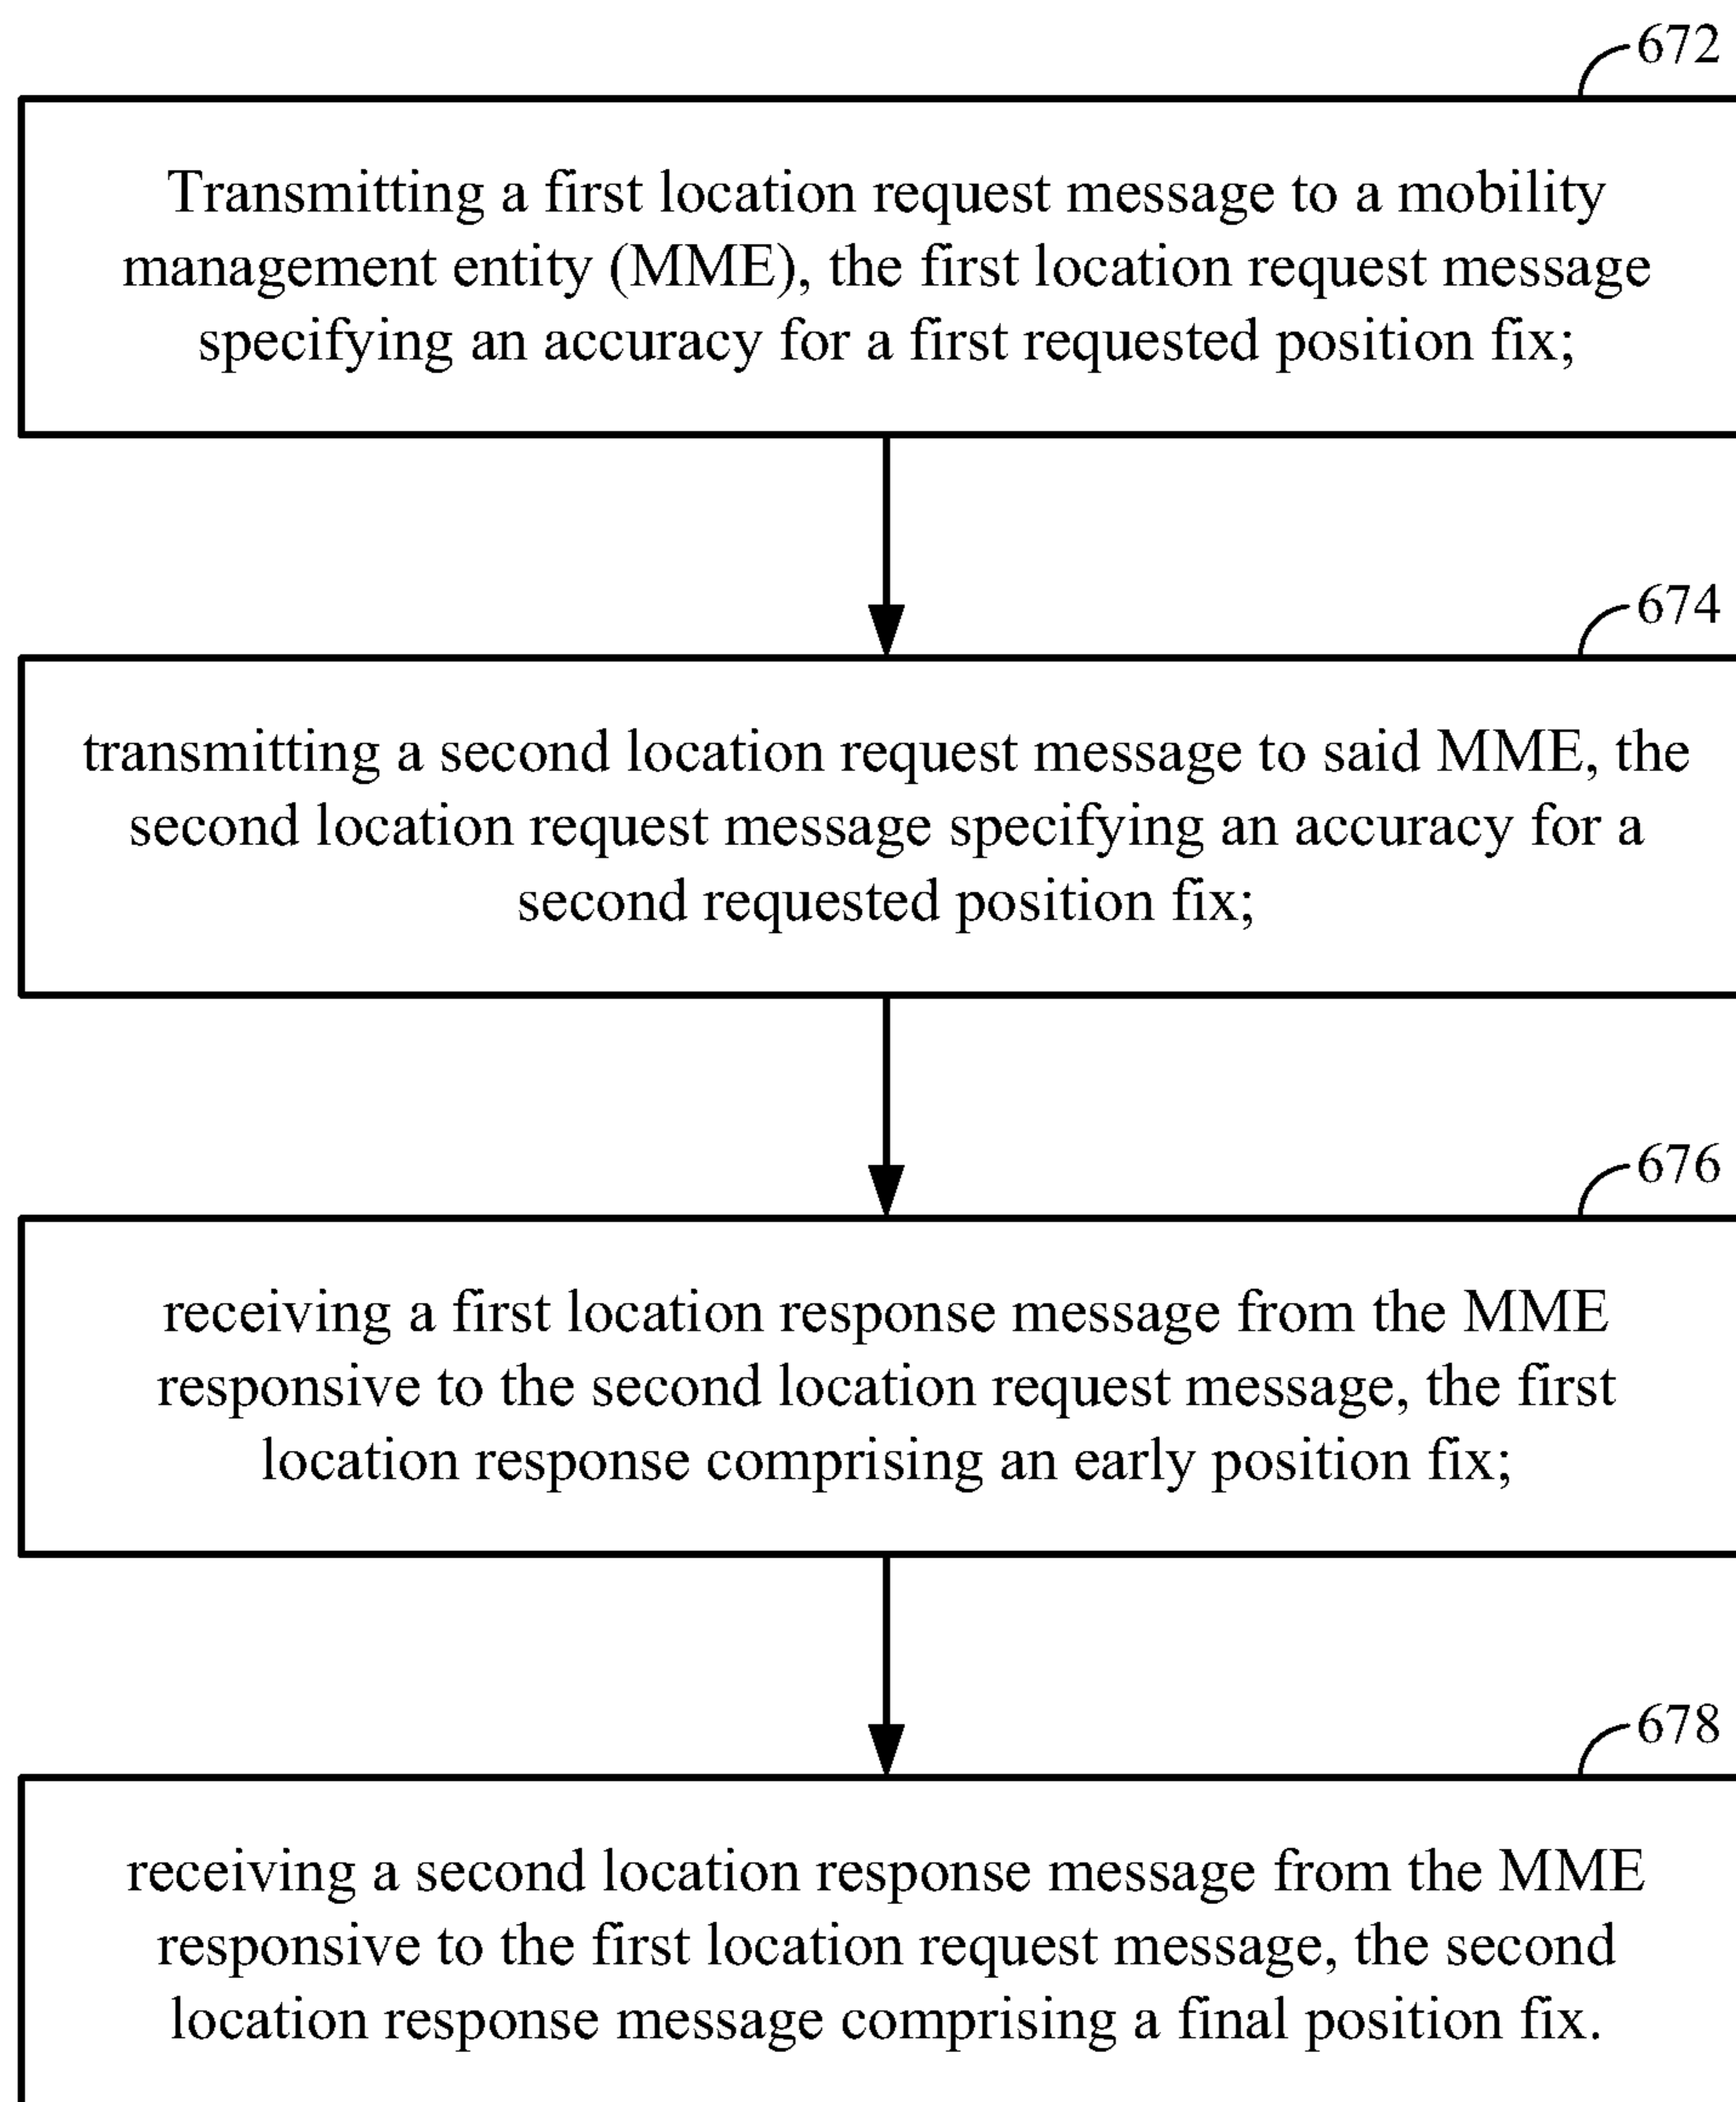 672
Transmitting a first location request message to a mobility
management entity (MME), the first location request message
specifying an accuracy for a first requested position fix;
674
transmitting a second location request message to said MME, the
second location request message specifying an accuracy for a
second requested position fix;
676
receiving a first location response message from the MME
responsive to the second location request message, the first
location response comprising an early position fix;
678
receiving a second location response message from the MME
responsive to the first location request message, the second
location response message comprising a final position fix.